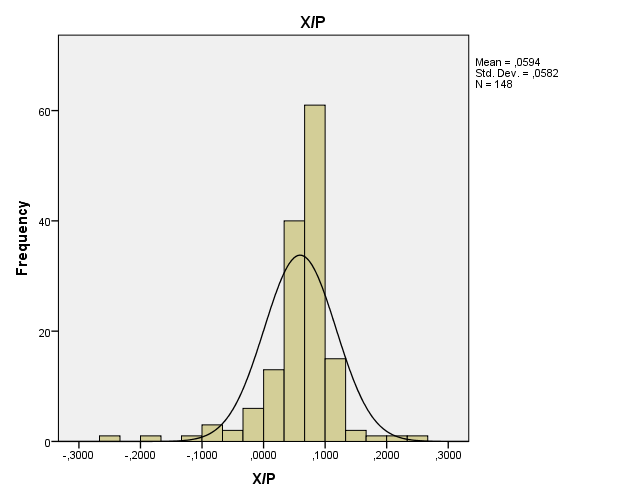 X/P
Mean = ,0594
Std. Dev. = ,0582
N = 148
Frequency
60
40
20
0
-,3000 -,2000 -,1000 ,0000 ,1000 ,2000 ,3000
X/P